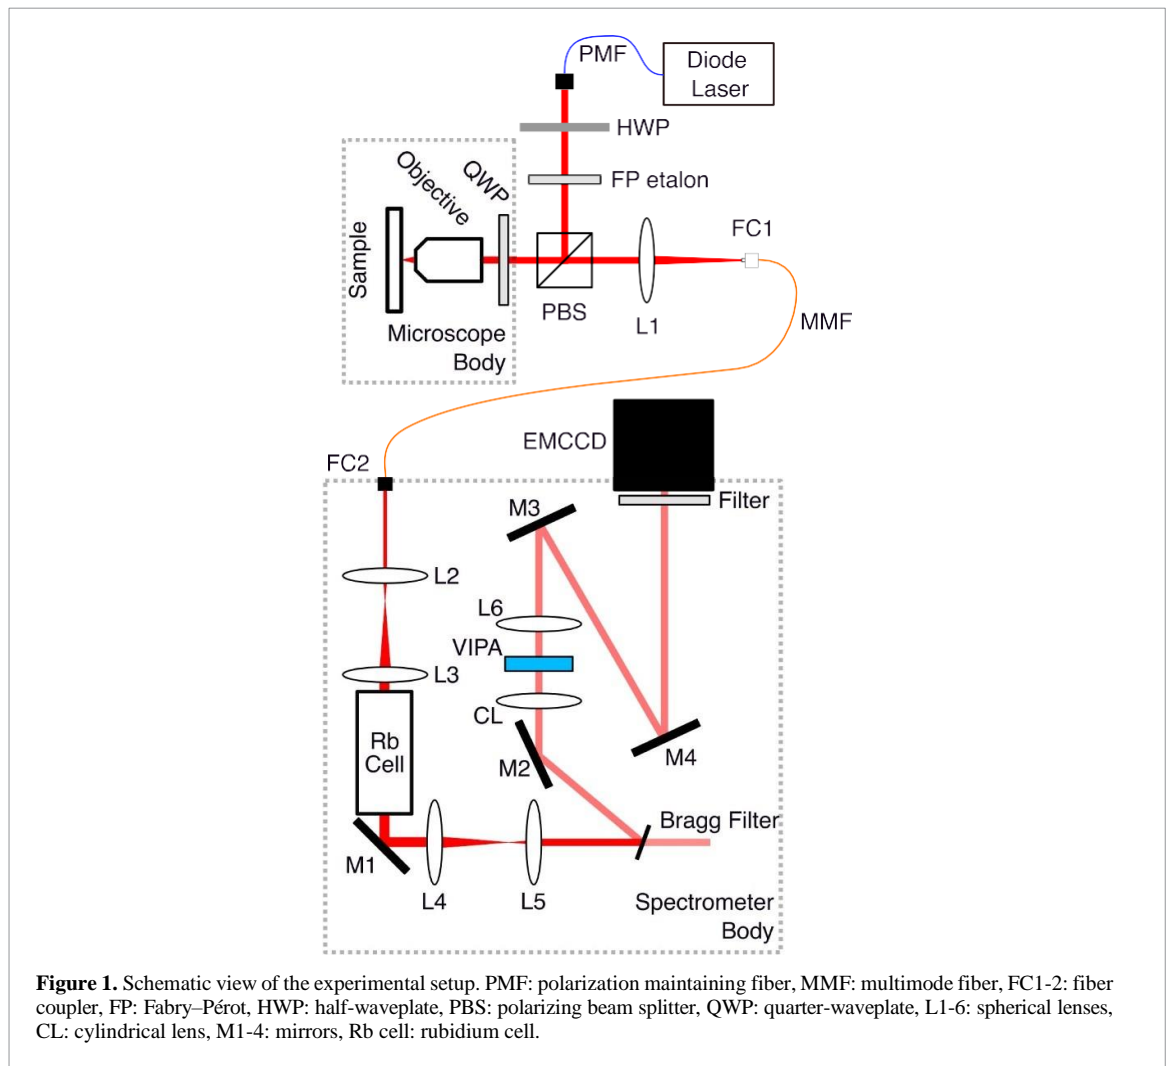 PMF
Diode
Laser
HWP
FP etalon
QWP
Objective
Sample
PBS
L1
FC1
MMF
Microscope
Body
EMCCD
Filter
FC2
M3
L2
L6
VIPA
L3
CL
Rb
Cell
M2
M4
M1
L4
L5
Bragg Filter
Spectrometer
Body
Figure 1. Schematic view of the experimental setup. PMF: polarization maintaining fiber, MMF: multimode fiber, FC1-2: fiber
coupler, FP: Fabry–Pérot, HWP: half-waveplate, PBS: polarizing beam splitter, QWP: quarter-waveplate, L1-6: spherical lenses,
CL: cylindrical lens, M1-4: mirrors, Rb cell: rubidium cell.